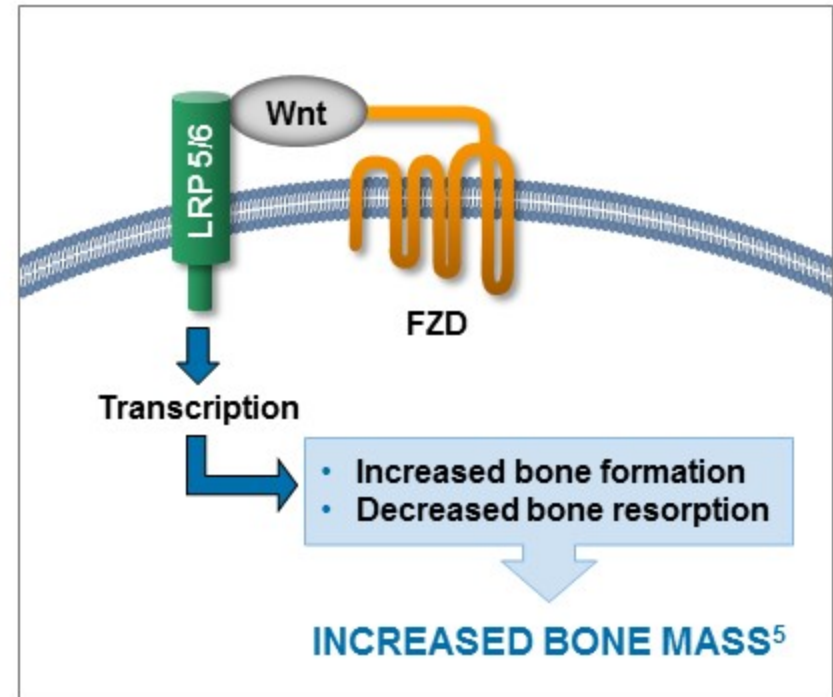 Wnt
LRP 5/6
FZD
Transcription
• Increased bone formation
• Decreased bone resorption
INCREASED BONE MASS⁵